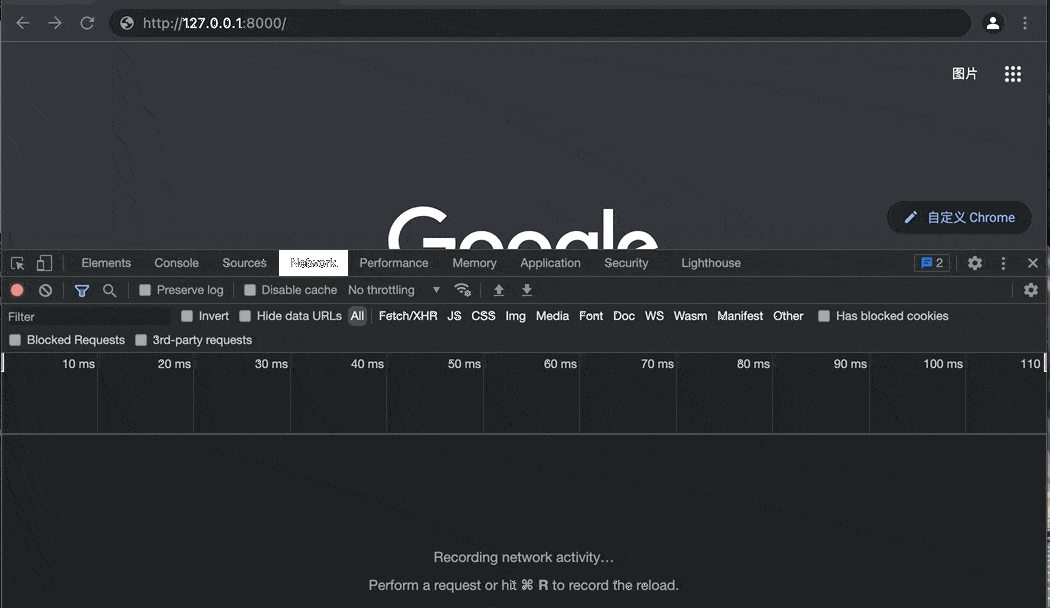 http://127.0.0.1:8000/
图片
Google
自定义 Chrome
Elements Console Sources Network Performance Memory Application Security Lighthouse 2
Preserve log Disable cache No throttling
Filter Invert Hide data URLs All Fetch/XHR JS CSS Img Media Font Doc WS Wasm Manifest Other Has blocked cookies
Blocked Requests 3rd-party requests
10 ms 20 ms 30 ms 40 ms 50 ms 60 ms 70 ms 80 ms 90 ms 100 ms 110
Recording network activity…
Perform a request or hit ⌘ R to record the reload.